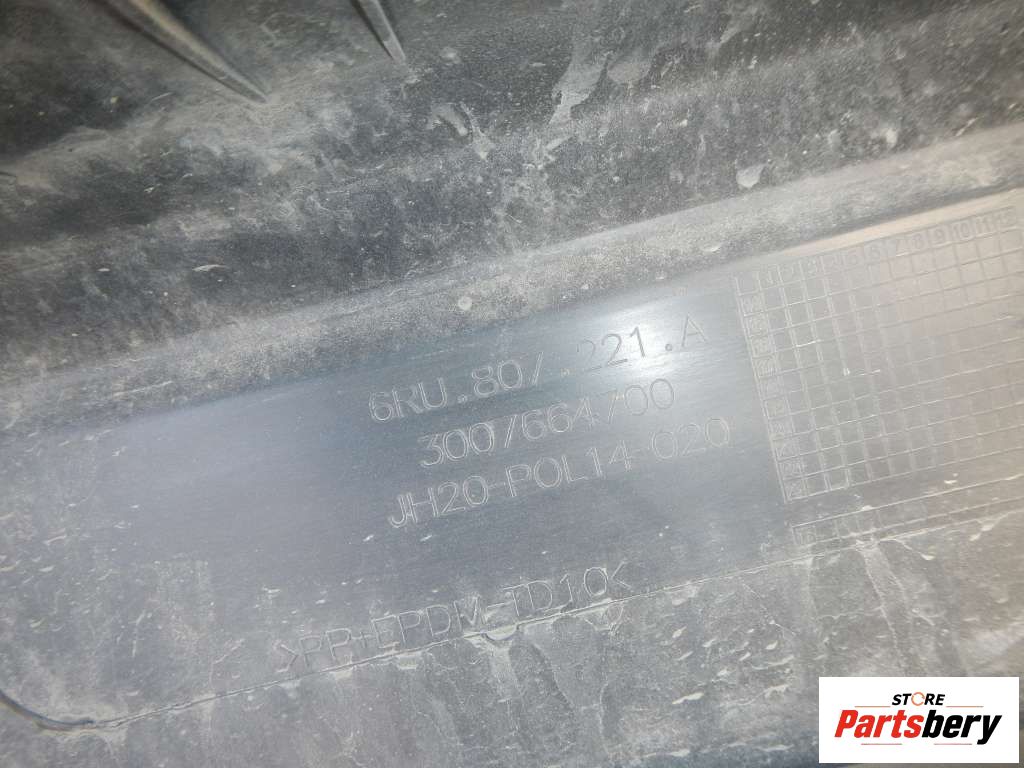 6RU.807.221.A
3007664700
JH20-POL14-020
>PP+EPDM-TD10<
STORE
Partsbery